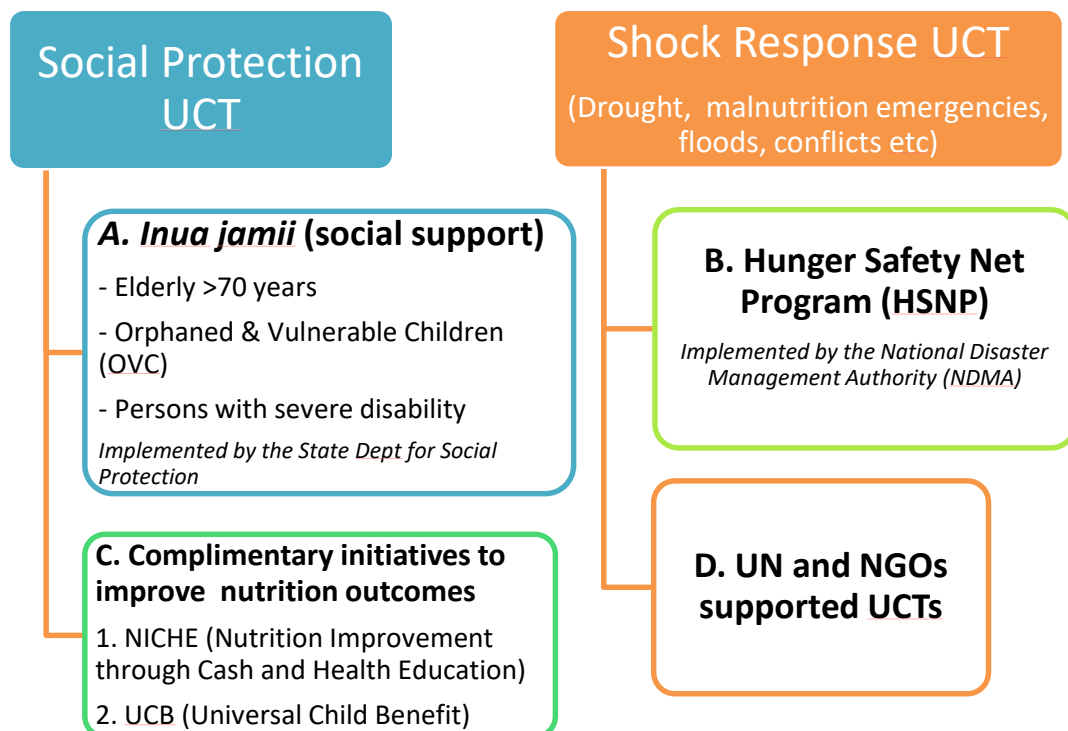 Social Protection
UCT
Shock Response UCT
(Drought, malnutrition emergencies,
floods, conflicts etc)
A. Inua jamii (social support)
- Elderly >70 years
- Orphaned & Vulnerable Children
(OVC)
- Persons with severe disability
Implemented by the State Dept for Social
Protection
B. Hunger Safety Net
Program (HSNP)
Implemented by the National Disaster
Management Authority (NDMA)
C. Complimentary initiatives to
improve nutrition outcomes
1. NICHE (Nutrition Improvement
through Cash and Health Education)
2. UCB (Universal Child Benefit)
D. UN and NGOs
supported UCTs